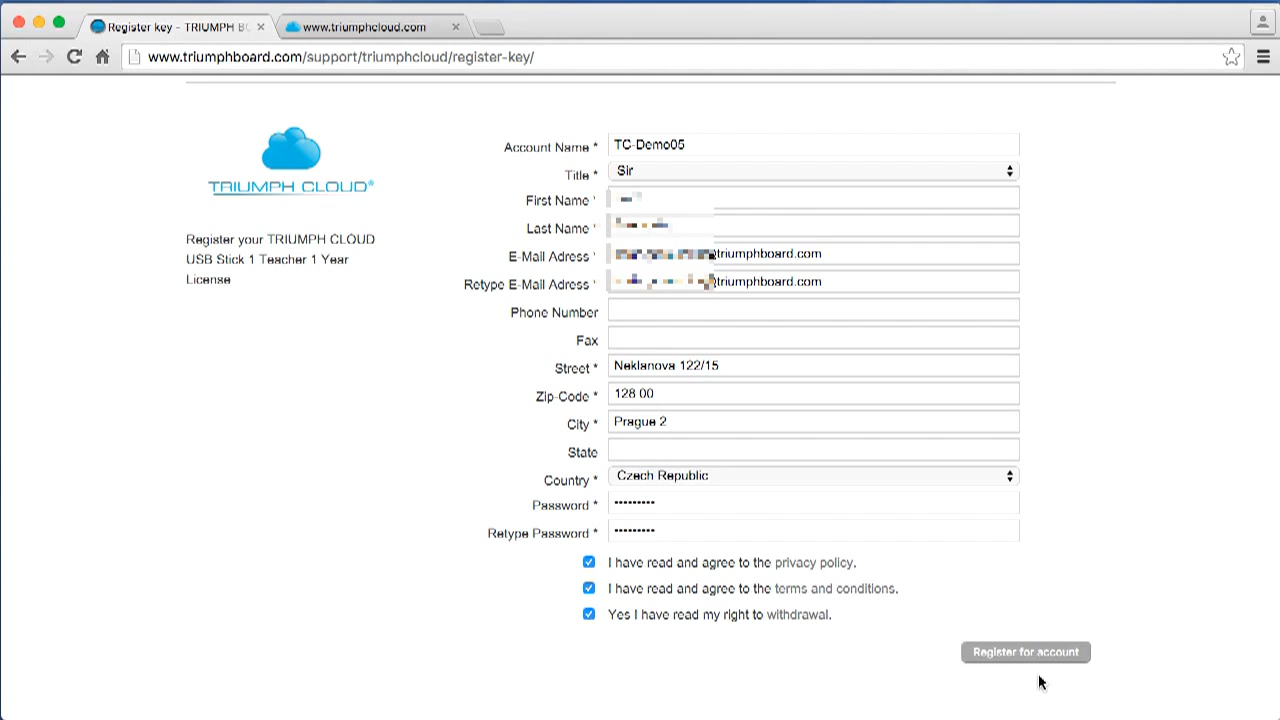 Register key - TRIUMPH BO
www.triumphcloud.com
www.triumphboard.com/support/triumphcloud/register-key/
TRIUMPH CLOUD®
Register your TRIUMPH CLOUD
USB Stick 1 Teacher 1 Year
License
Account Name * TC-Demo05
Title * Sir
First Name *
Last Name *
E-Mail Adress * @triumphboard.com
Retype E-Mail Adress * @triumphboard.com
Phone Number
Fax
Street * Neklanova 122/15
Zip-Code * 128 00
City * Prague 2
State
Country * Czech Republic
Password * •••••••••
Retype Password * •••••••••
I have read and agree to the privacy policy.
I have read and agree to the terms and conditions.
Yes I have read my right to withdrawal.
Register for account